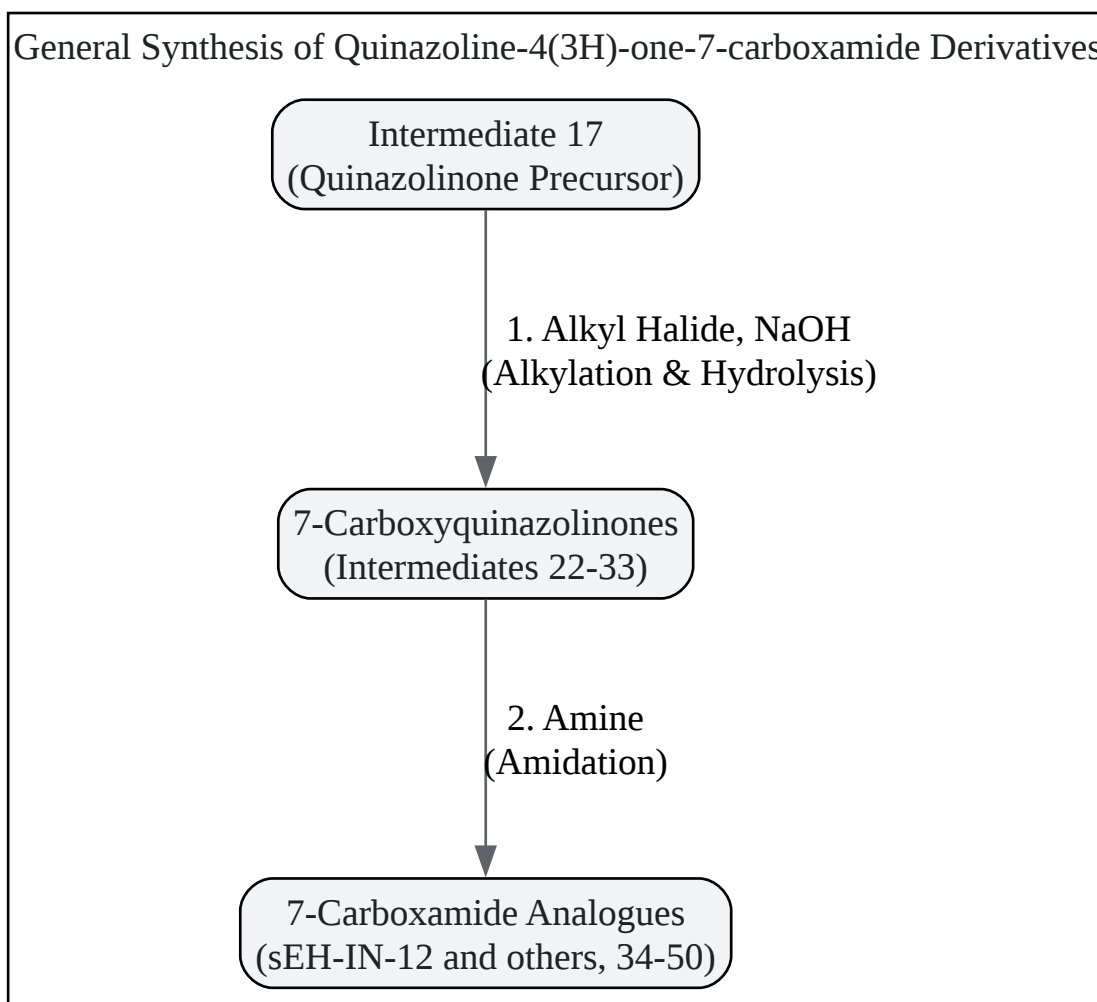 General Synthesis of Quinazoline-4(3H)-one-7-carboxamide Derivatives
Intermediate 17
(Quinazolinone Precursor)
1. Alkyl Halide, NaOH
(Alkylation & Hydrolysis)
7-Carboxyquinazolinones
(Intermediates 22-33)
2. Amine
(Amidation)
7-Carboxamide Analogues
(sEH-IN-12 and others, 34-50)